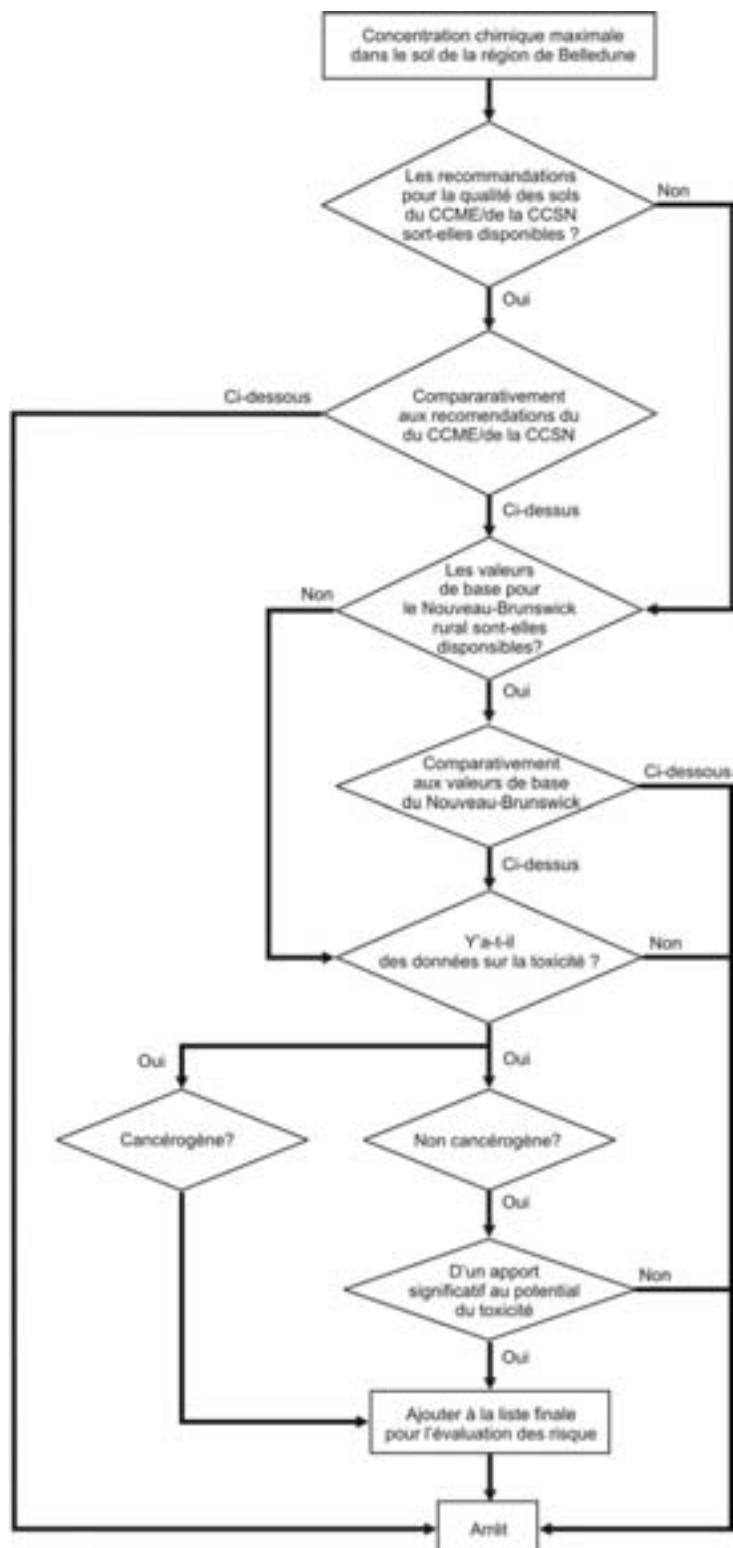 Concentration chimique maximale
dans le sol de la région de Belledune
Les recommandations
pour la qualité des sols
du CCME/de la CCSN
sort-elles disponibles ?
Non
Oui
Ci-dessous
Compararativement
aux recomendations du
du CCME/de la CCSN
Ci-dessus
Les valeurs
de base pour
le Nouveau-Brunswick
rural sont-elles
disponsibles?
Non
Oui
Comparativement
aux valeurs de base
du Nouveau-Brunswick
Ci-dessous
Ci-dessus
Y'a-t-il
des données sur la toxicité ?
Non
Oui
Oui
Cancérogène?
Non cancérogène?
Oui
D'un apport
significatif au potential
du toxicité
Non
Oui
Ajouter à la liste finale
pour l'évaluation des risque
Arrlt